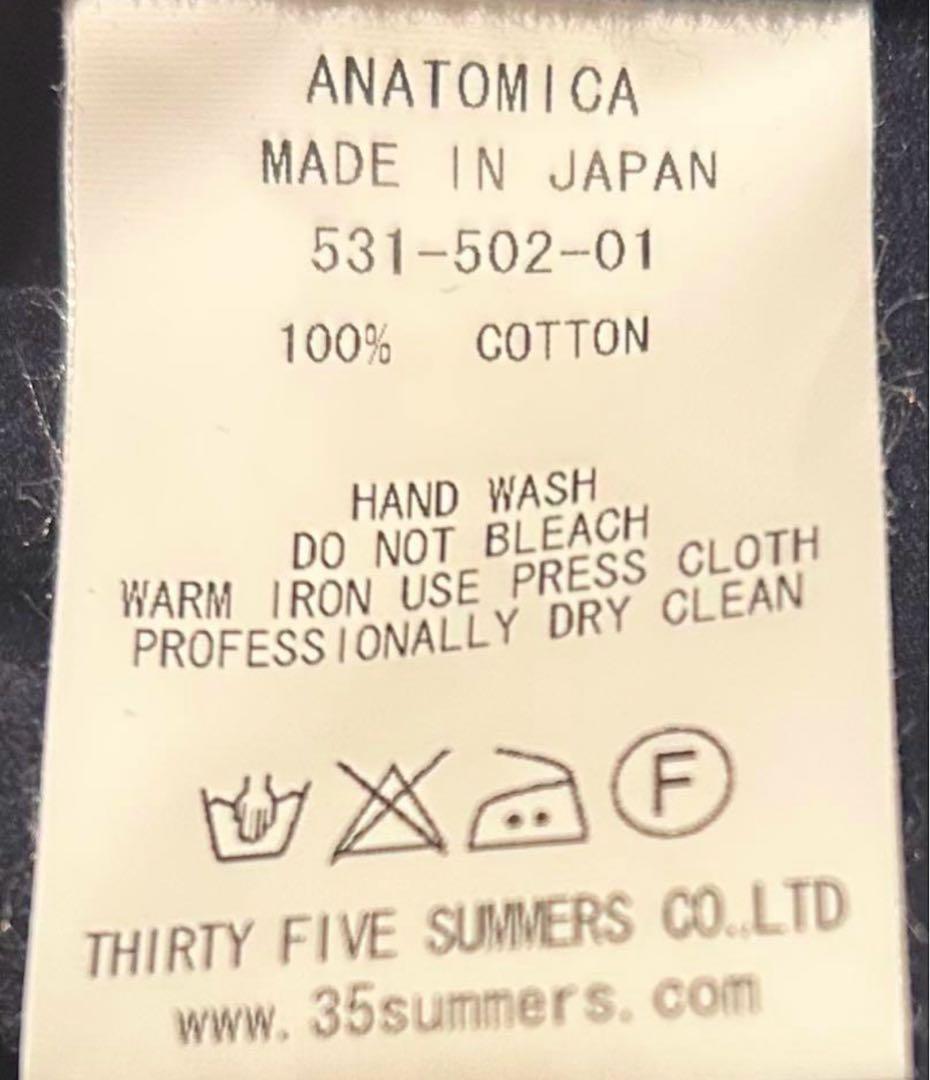 ANATOMICA
MADE IN JAPAN
531-502-01
100% COTTON
HAND WASH
DO NOT BLEACH
WARM IRON USE PRESS CLOTH
PROFESSIONALLY DRY CLEAN
F
THIRTY FIVE SUMMERS CO.,LTD
www.35summers.com